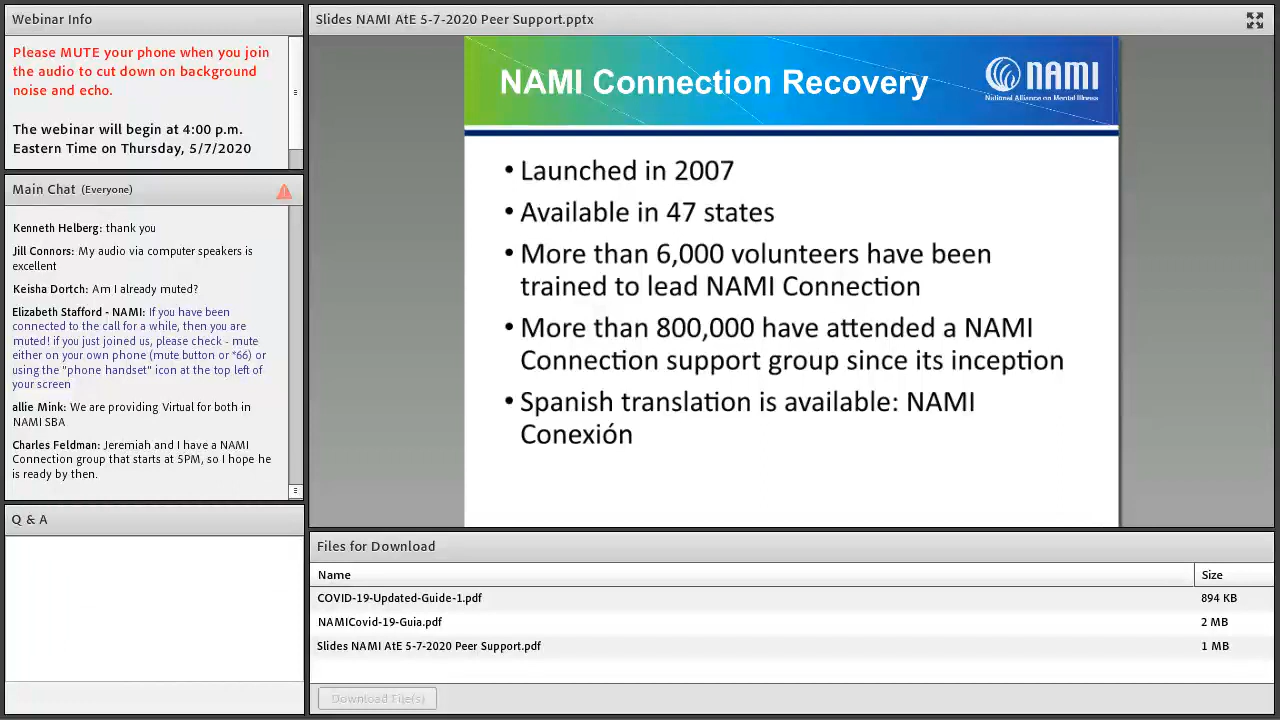 Webinar Info
Please MUTE your phone when you join
the audio to cut down on background
noise and echo.
The webinar will begin at 4:00 p.m.
Eastern Time on Thursday, 5/7/2020
Main Chat (Everyone)
Kenneth Helberg: thank you
Jill Connors: My audio via computer speakers is
excellent
Keisha Dortch: Am I already muted?
Elizabeth Stafford - NAMI: If you have been
connected to the call for a while, then you are
muted! if you just joined us, please check - mute
either on your own phone (mute button or *66) or
using the "phone handset" icon at the top left of
your screen
allie Mink: We are providing Virtual for both in
NAMI SBA
Charles Feldman: Jeremiah and I have a NAMI
Connection group that starts at 5PM, so I hope he
is ready by then.
Q & A
Slides NAMI AtE 5-7-2020 Peer Support.pptx
NAMI Connection Recovery
NAMI
National Alliance on Mental Illness
• Launched in 2007
• Available in 47 states
• More than 6,000 volunteers have been
trained to lead NAMI Connection
• More than 800,000 have attended a NAMI
Connection support group since its inception
• Spanish translation is available: NAMI
Conexión
Files for Download
Name Size
COVID-19-Updated-Guide-1.pdf 894 KB
NAMICovid-19-Guia.pdf 2 MB
Slides NAMI AtE 5-7-2020 Peer Support.pdf 1 MB
Download File(s)